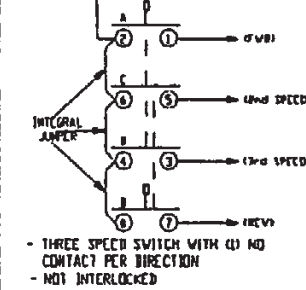 A
2 1 (FWD)
C
6 5 (2nd SPEED
INTEGRAL
JUMPER
4 3 (3rd SPEED
8 7 (REV)
- THREE SPEED SWITCH WITH (1) NO
CONTACT PER DIRECTION
- NOT INTERLOCKED